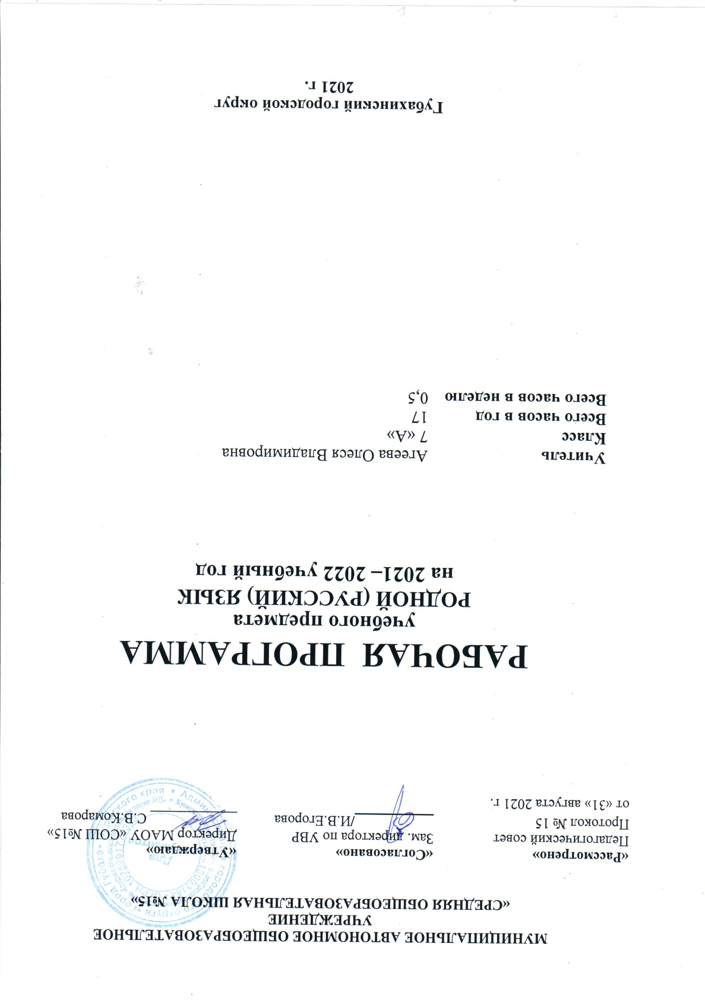 МУНИЦИПАЛЬНОЕ АВТОНОМНОЕ ОБЩЕОБРАЗОВАТЕЛЬНОЕ
УЧРЕЖДЕНИЕ
«СРЕДНЯЯ ОБЩЕОБРАЗОВАТЕЛЬНАЯ ШКОЛА №15»
«Рассмотрено»
Педагогический совет
Протокол № 15
от «31» августа 2021 г.
«Согласовано»
Зам. директора по УВР
/И.В.Егорова
«Утверждаю»
Директор МАОУ «СОШ №15»
С.В.Комарова
РАБОЧАЯ ПРОГРАММА
учебного предмета
РОДНОЙ (РУССКИЙ) ЯЗЫК
на 2021– 2022 учебный год
Учитель Агеева Олеся Владимировна
Класс 7 «А»
Всего часов в год 17
Всего часов в неделю 0,5
Губахинский городской округ
2021 г.